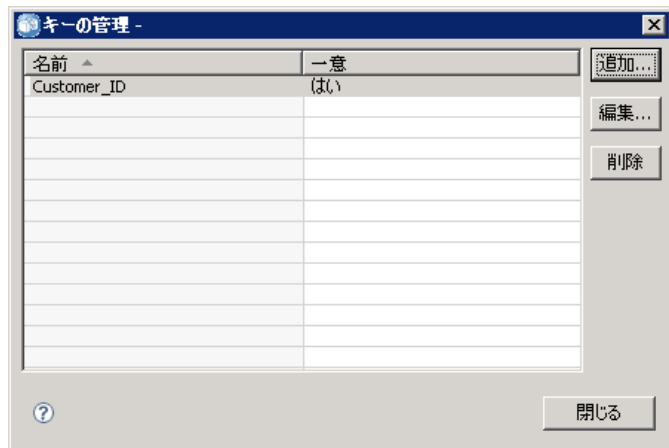 キーの管理 -
名前 一意
Customer_ID はい
追加...
編集...
削除
?
閉じる